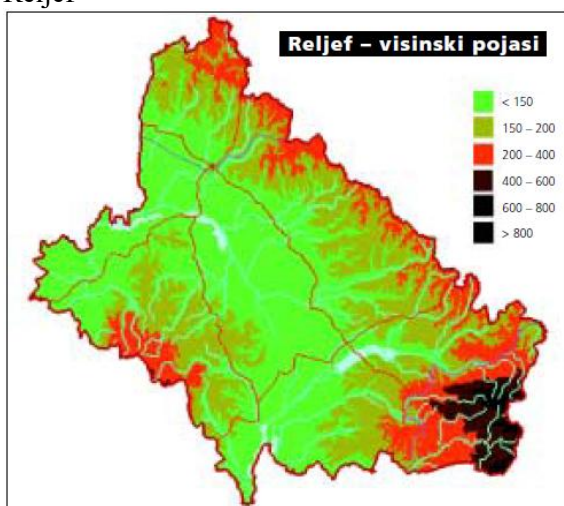 Reljef
Reljef – visinski pojasi
< 150
150 – 200
200 – 400
400 – 600
600 – 800
> 800